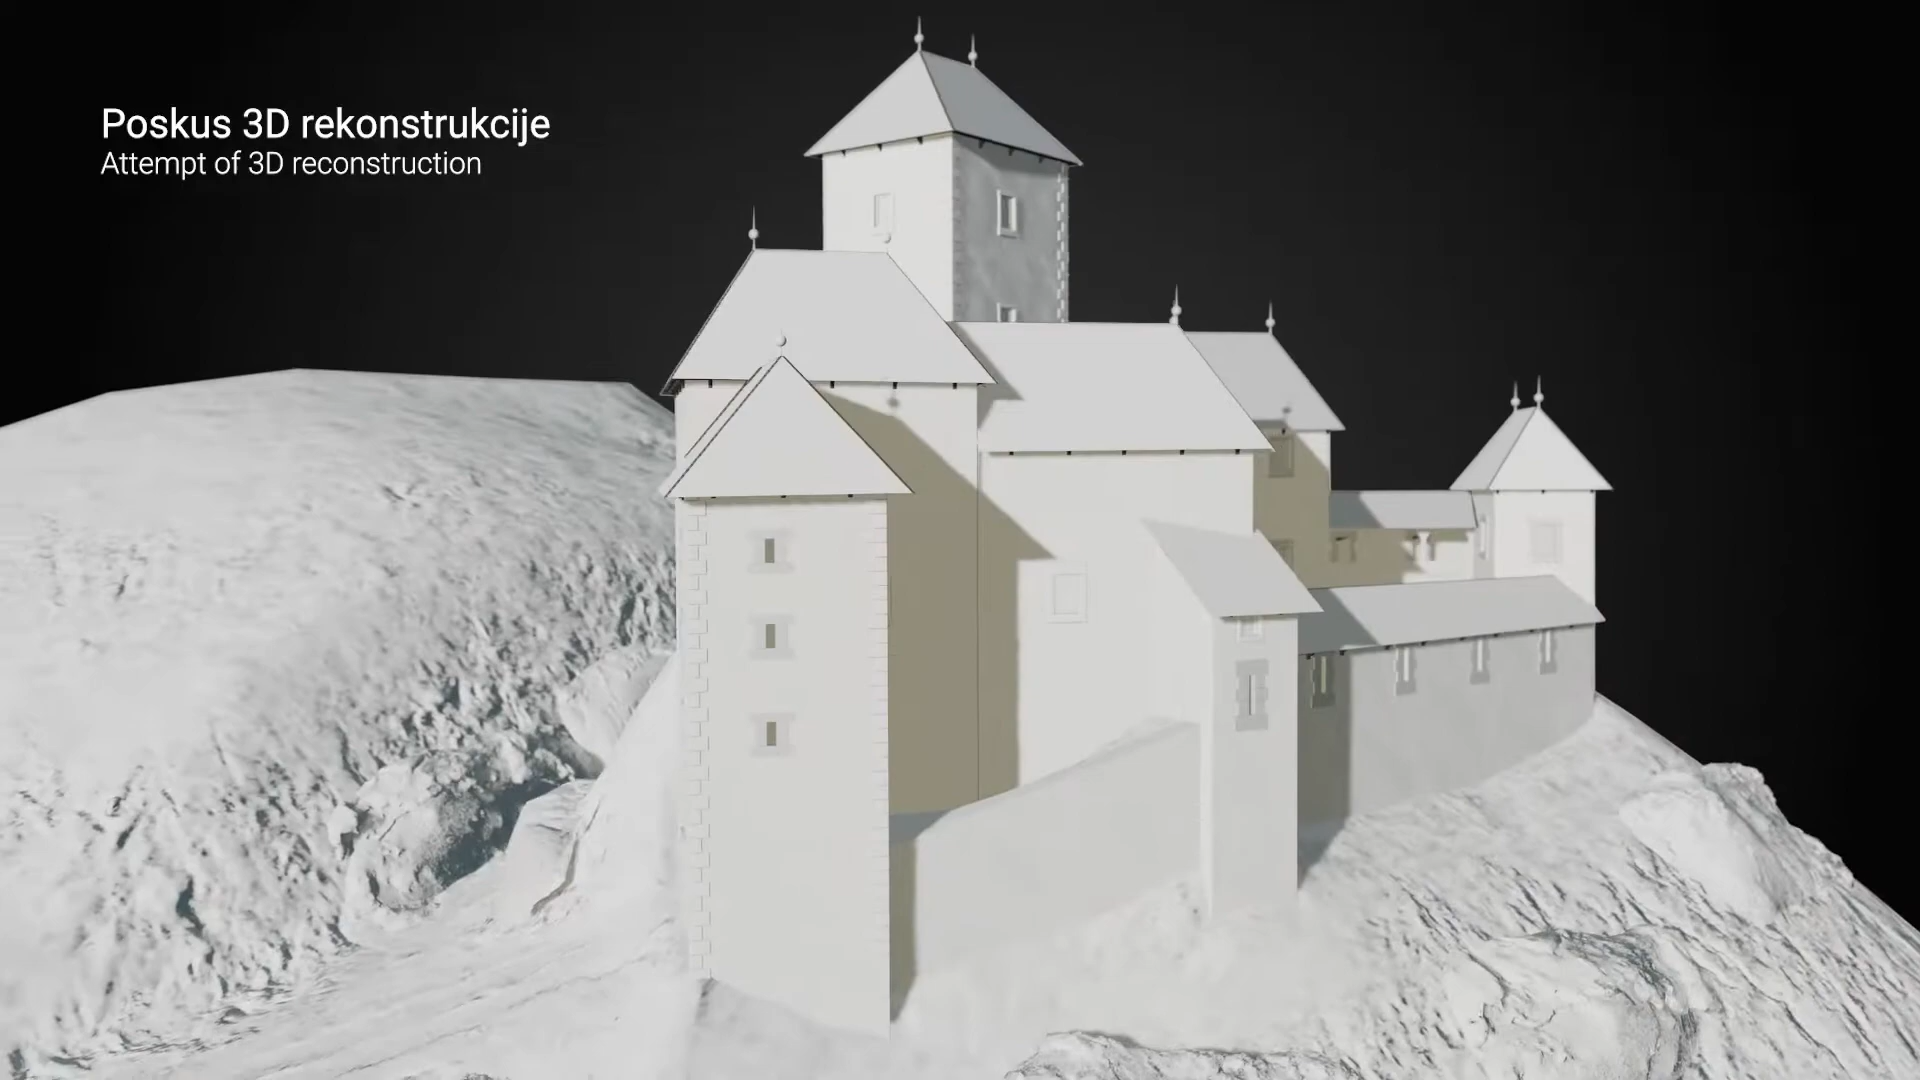 Poskus 3D rekonstrukcije
Attempt of 3D reconstruction